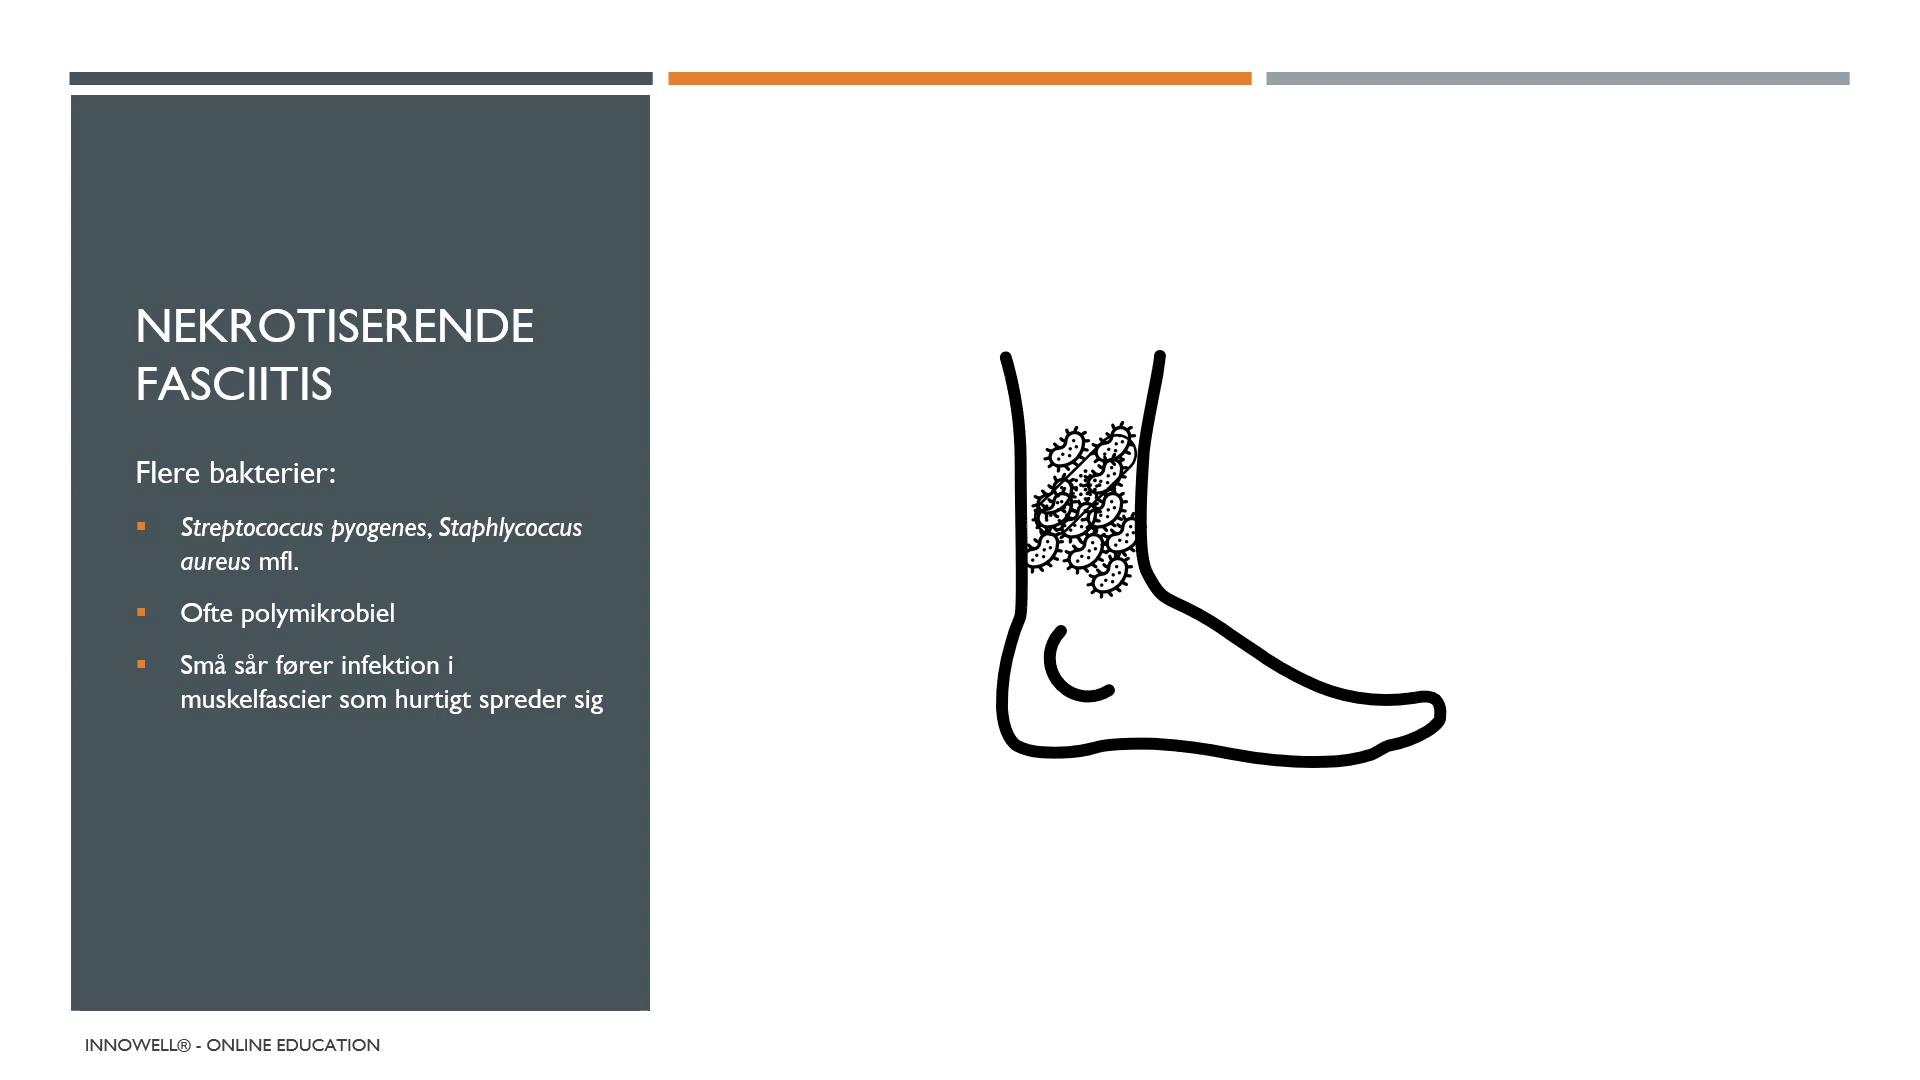 NEKROTISERENDE
FASCIITIS
Flere bakterier:
Streptococcus pyogenes, Staphlycoccus
aureus mfl.
Ofte polymikrobiel
Små sår fører infektion i
muskelfascier som hurtigt spreder sig
INNOWELL® - ONLINE EDUCATION